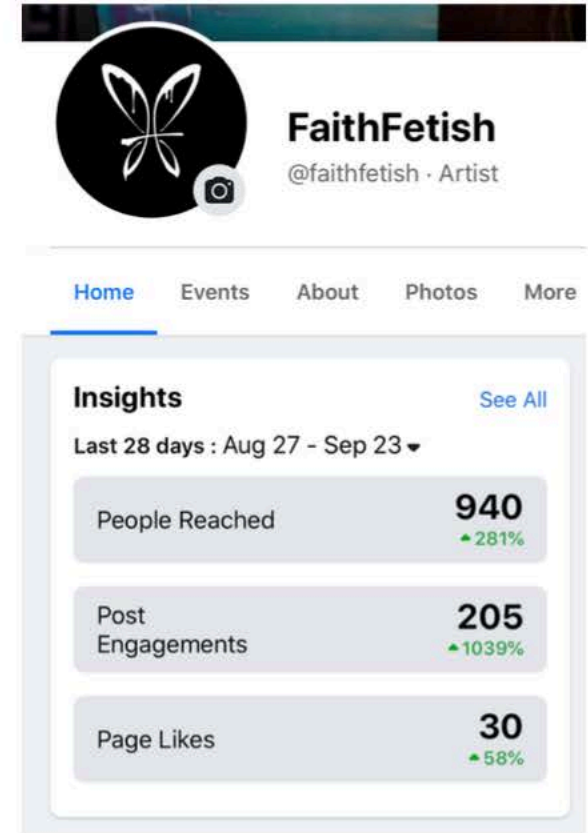 FaithFetish
@faithfetish · Artist
Home Events About Photos More
Insights See All
Last 28 days : Aug 27 - Sep 23
People Reached 940
281%
Post
Engagements 205
1039%
Page Likes 30
58%